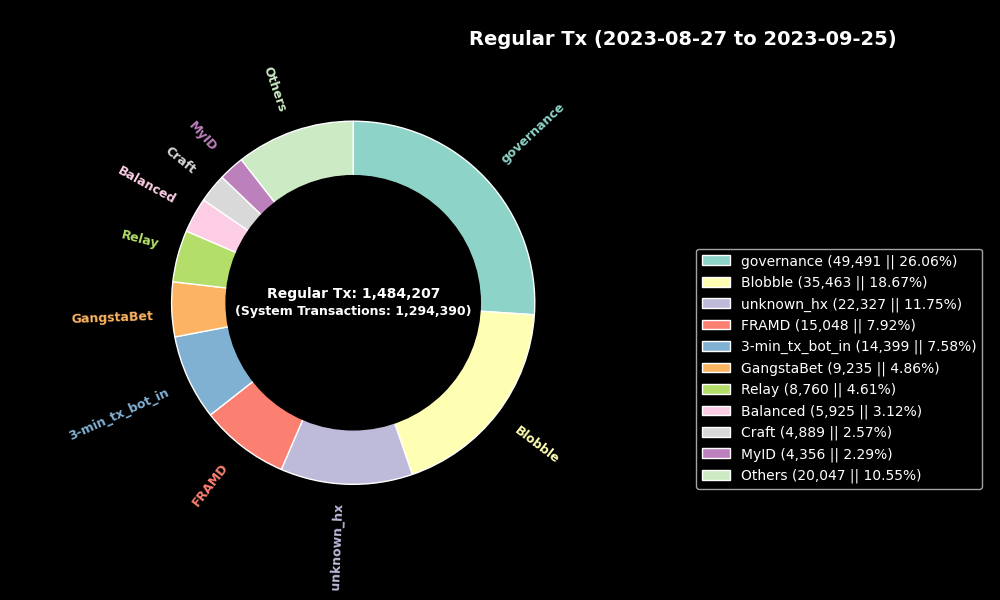 Regular Tx (2023-08-27 to 2023-09-25)
Others
governance
MyID
Craft
Balanced
Relay
GangstaBet
3-min_tx_bot_in
FRAMD
unknown_hx
Blobble
Regular Tx: 1,484,207
(System Transactions: 1,294,390)
governance (49,491 || 26.06%)
Blobble (35,463 || 18.67%)
unknown_hx (22,327 || 11.75%)
FRAMD (15,048 || 7.92%)
3-min_tx_bot_in (14,399 || 7.58%)
GangstaBet (9,235 || 4.86%)
Relay (8,760 || 4.61%)
Balanced (5,925 || 3.12%)
Craft (4,889 || 2.57%)
MyID (4,356 || 2.29%)
Others (20,047 || 10.55%)